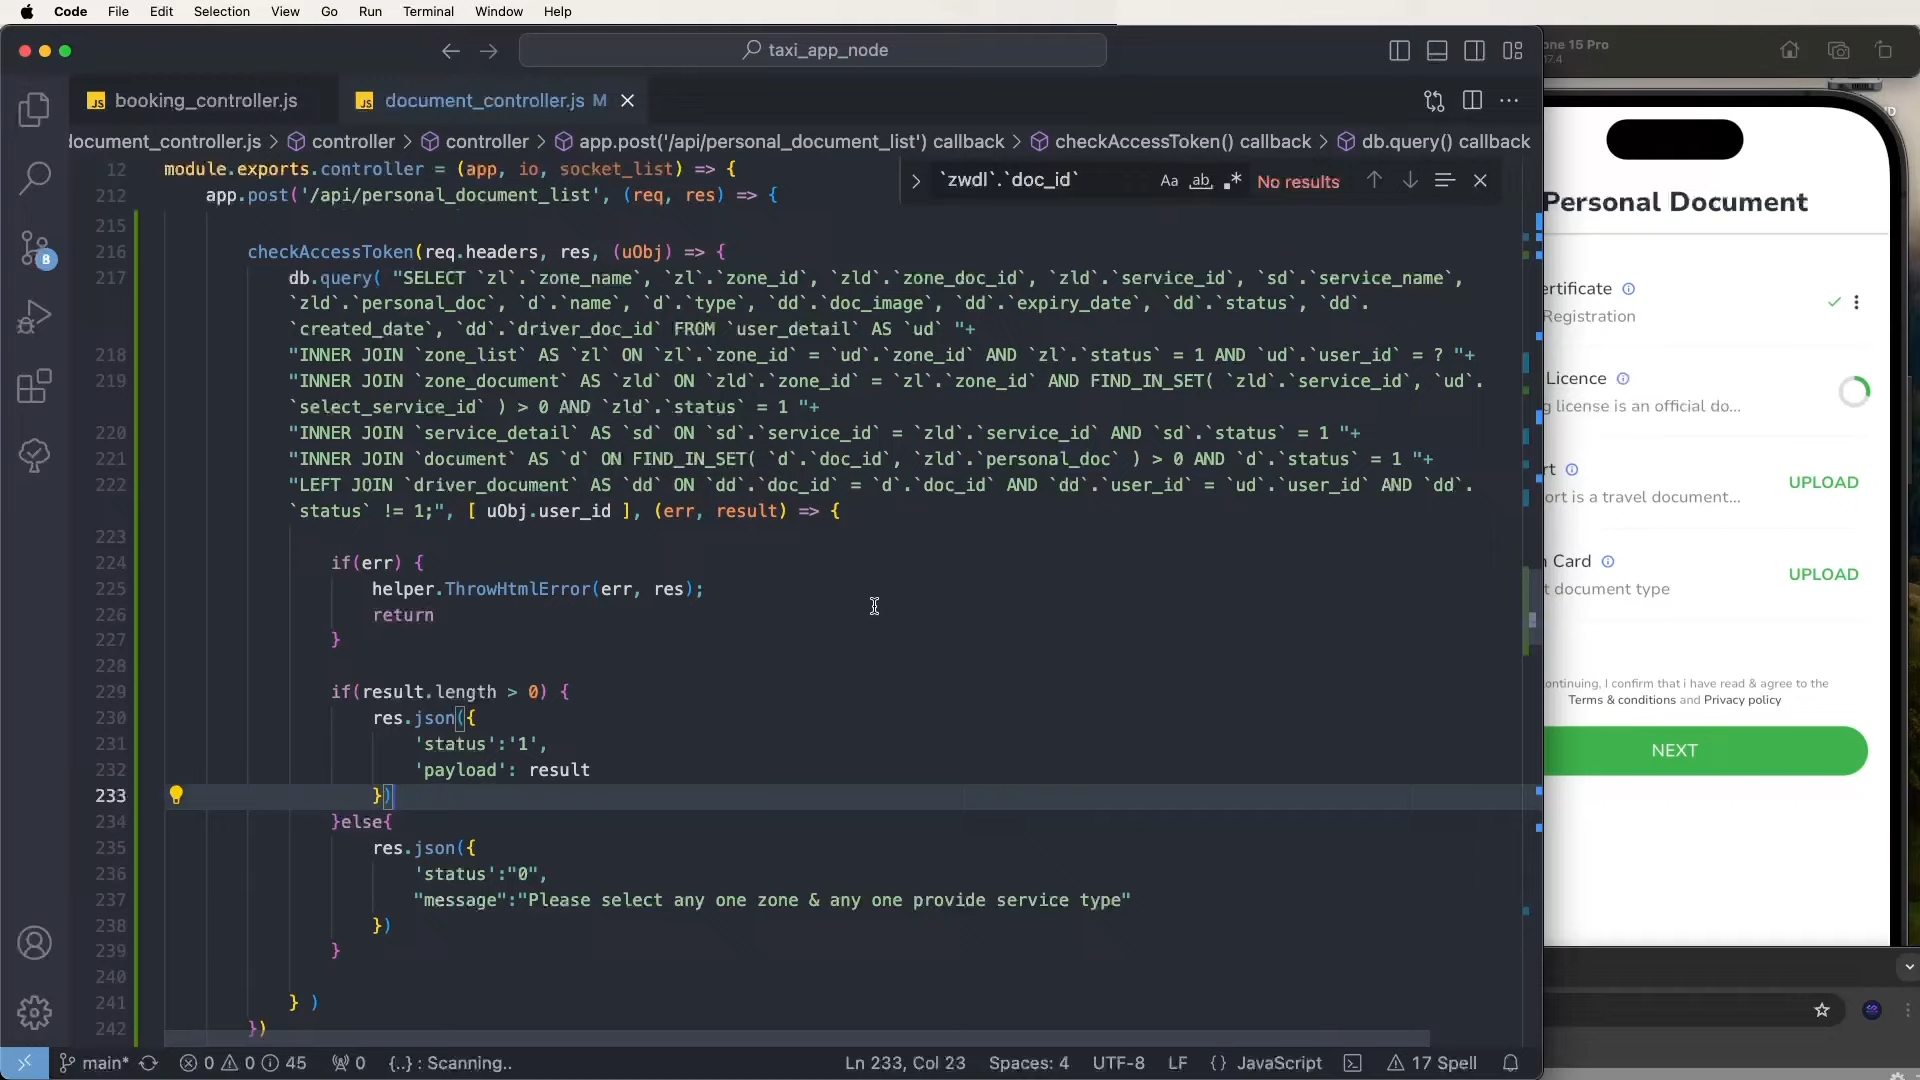 Code File Edit Selection View Go Run Terminal Window Help
taxi_app_node
one 15 Pro
17.4
JS booking_controller.js
JS document_controller.js M
document_controller.js > controller > controller > app.post('/api/personal_document_list') callback > checkAccessToken() callback > db.query() callback
`zwdl`.`doc_id` Aa ab .* No results
12 module.exports.controller = (app, io, socket_list) => {
212 app.post('/api/personal_document_list', (req, res) => {
215
216 checkAccessToken(req.headers, res, (uObj) => {
217 db.query( "SELECT `zl`.`zone_name`, `zl`.`zone_id`, `zld`.`zone_doc_id`, `zld`.`service_id`, `sd`.`service_name`,
`zld`.`personal_doc`, `d`.`name`, `d`.`type`, `dd`.`doc_image`, `dd`.`expiry_date`, `dd`.`status`, `dd`.
`created_date`, `dd`.`driver_doc_id` FROM `user_detail` AS `ud` "+
218 "INNER JOIN `zone_list` AS `zl` ON `zl`.`zone_id` = `ud`.`zone_id` AND `zl`.`status` = 1 AND `ud`.`user_id` = ? "+
219 "INNER JOIN `zone_document` AS `zld` ON `zld`.`zone_id` = `zl`.`zone_id` AND FIND_IN_SET( `zld`.`service_id`, `ud`.
`select_service_id` ) > 0 AND `zld`.`status` = 1 "+
220 "INNER JOIN `service_detail` AS `sd` ON `sd`.`service_id` = `zld`.`service_id` AND `sd`.`status` = 1 "+
221 "INNER JOIN `document` AS `d` ON FIND_IN_SET( `d`.`doc_id`, `zld`.`personal_doc` ) > 0 AND `d`.`status` = 1 "+
222 "LEFT JOIN `driver_document` AS `dd` ON `dd`.`doc_id` = `d`.`doc_id` AND `dd`.`user_id` = `ud`.`user_id` AND `dd`.
`status` != 1;", [ uObj.user_id ], (err, result) => {
223
224 if(err) {
225 helper.ThrowHtmlError(err, res);
226 return
227 }
228
229 if(result.length > 0) {
230 res.json({
231 'status':'1',
232 'payload': result
233 })
234 }else{
235 res.json({
236 'status':"0",
237 "message":"Please select any one zone & any one provide service type"
238 })
239 }
240
241 } )
242 })
8
Personal Document
ertificate
Registration
Licence
g license is an official do...
rt
ort is a travel document... UPLOAD
n Card
t document type UPLOAD
ontinuing, I confirm that i have read & agree to the
Terms & conditions and Privacy policy
NEXT
main* 0 0 45 0 {..} : Scanning.. Ln 233, Col 23 Spaces: 4 UTF-8 LF {} JavaScript 17 Spell